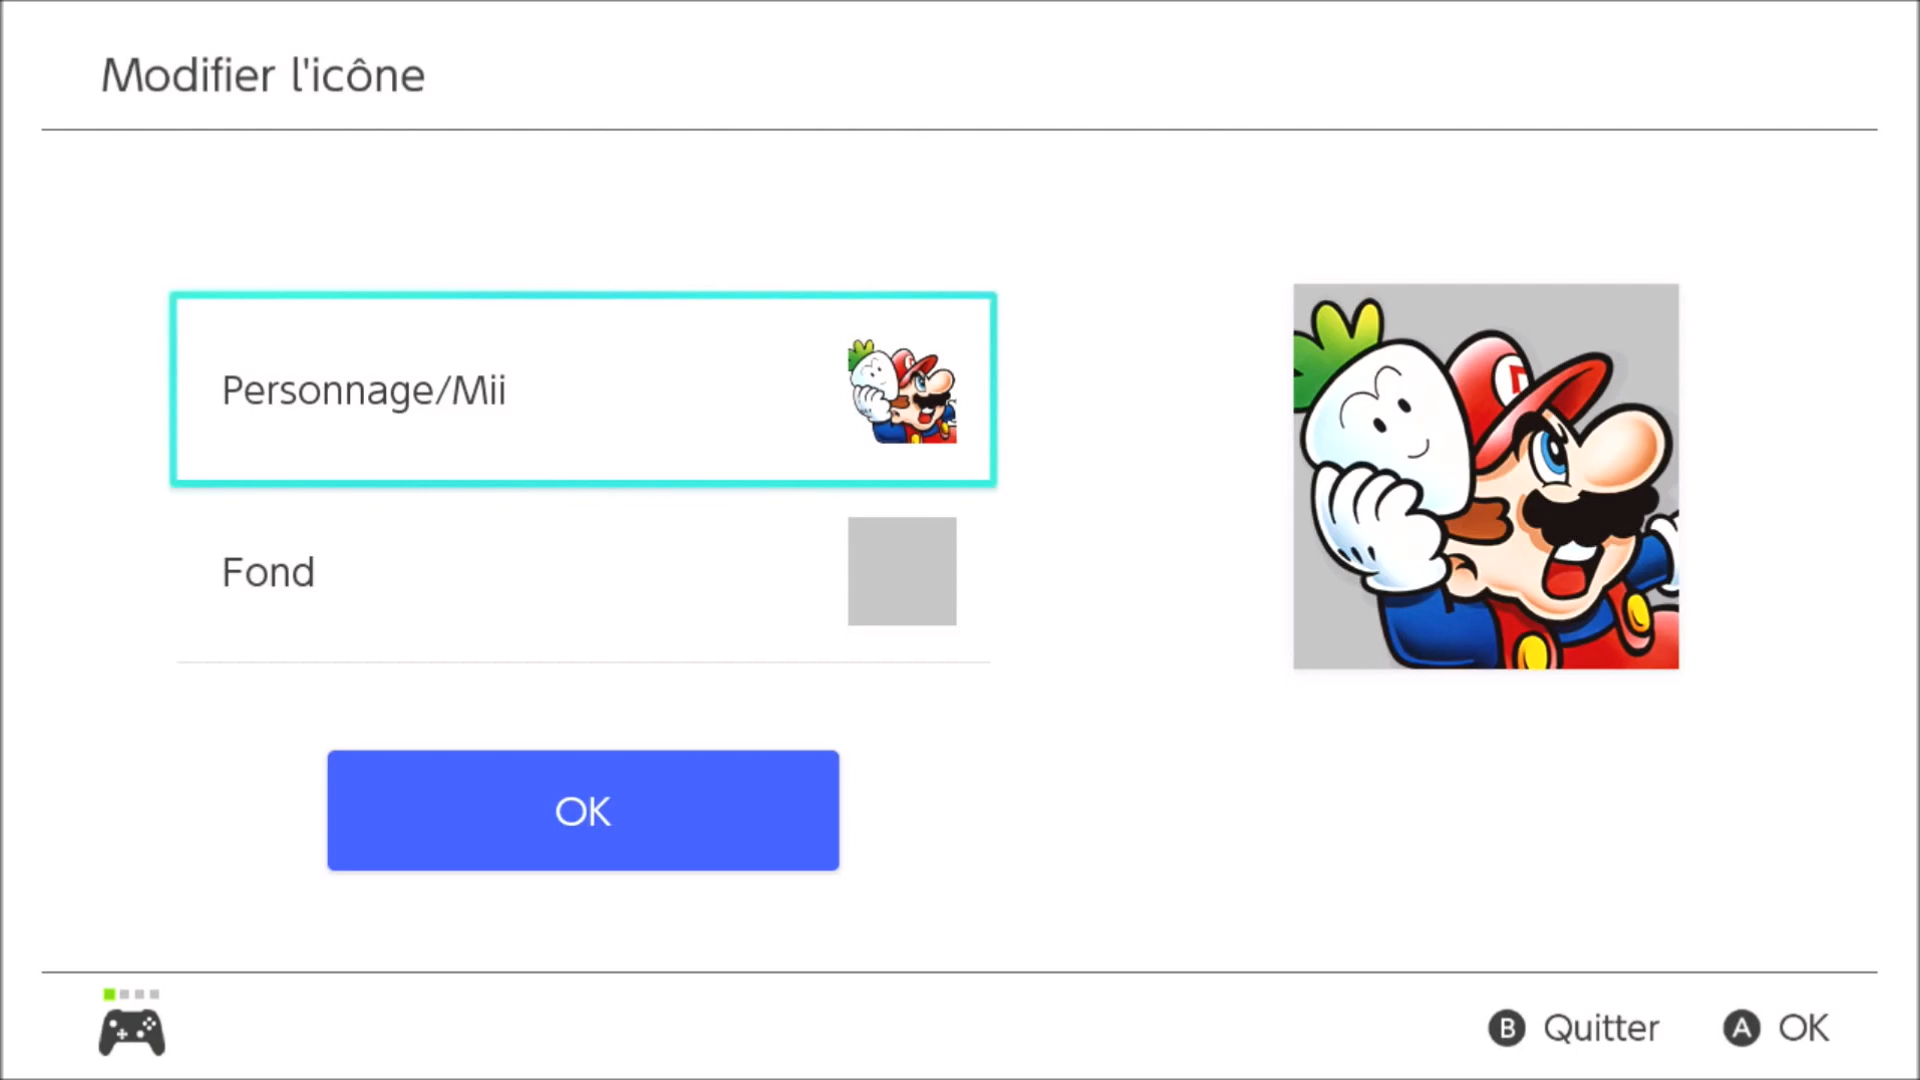 Modifier l'icône
Personnage/Mii
Fond
OK
B Quitter A OK